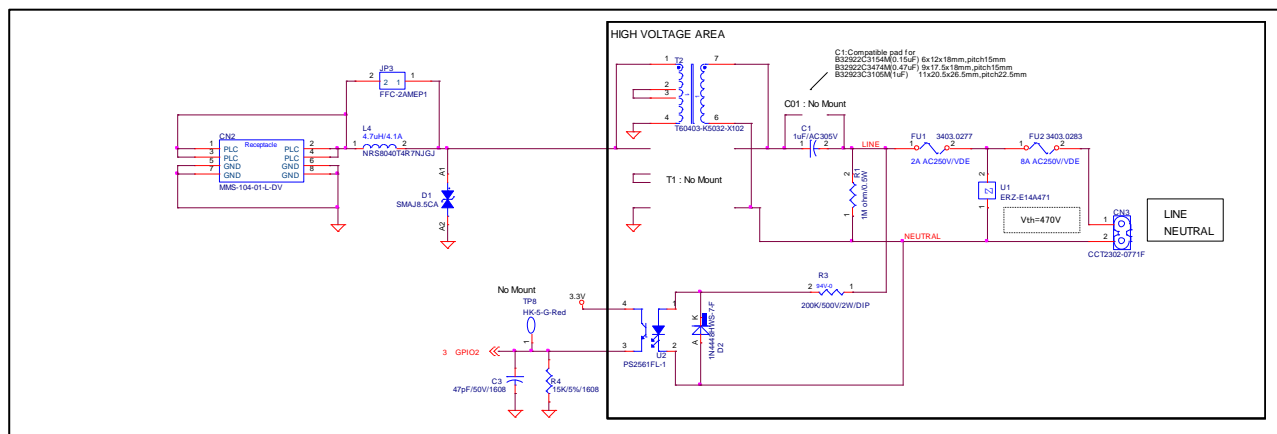 HIGH VOLTAGE AREA
C1:Compatible pad for
B32922C3154M(0.15uF) 6x12x18mm,pitch15mm
B32922C3474M(0.47uF) 9x17.5x18mm,pitch15mm
B32923C3105M(1uF) 11x20.5x26.5mm,pitch22.5mm
JP3
2
1
2 1
FFC-2AMEP1
1
T2
7
2
3
4
6
T60403-K5032-X102
C01 : No Mount
C1
1uF/AC305V
1
2
LINE
FU1
3403.0277
1
2
2A AC250V/VDE
FU2
3403.0283
1
2
8A AC250V/VDE
CN2
Receptacle
1 PLC PLC 2
3 PLC PLC 4
5 GND GND 6
7 GND GND 8
MMS-104-01-L-DV
L4
4.7uH/4.1A
1
2
NRS8040T4R7NJGJ
A1
D1
SMAJ8.5CA
A2
T1 : No Mount
2
R1
1M ohm/0.5W
1
2
U1
ERZ-E14A471
1
Vth=470V
CN3
1
2
CCT2302-0771F
LINE
NEUTRAL
NEUTRAL
R3
2
94V-0
1
200K/500V/2W/DIP
No Mount
TP8
HK-5-G-Red
1
3.3V
4
1
3
2
U2
PS2561FL-1
K
A
1N4448HWS-7-F
D2
3 GPIO2
C3
47pF/50V/1608
R4
15K/5%/1608